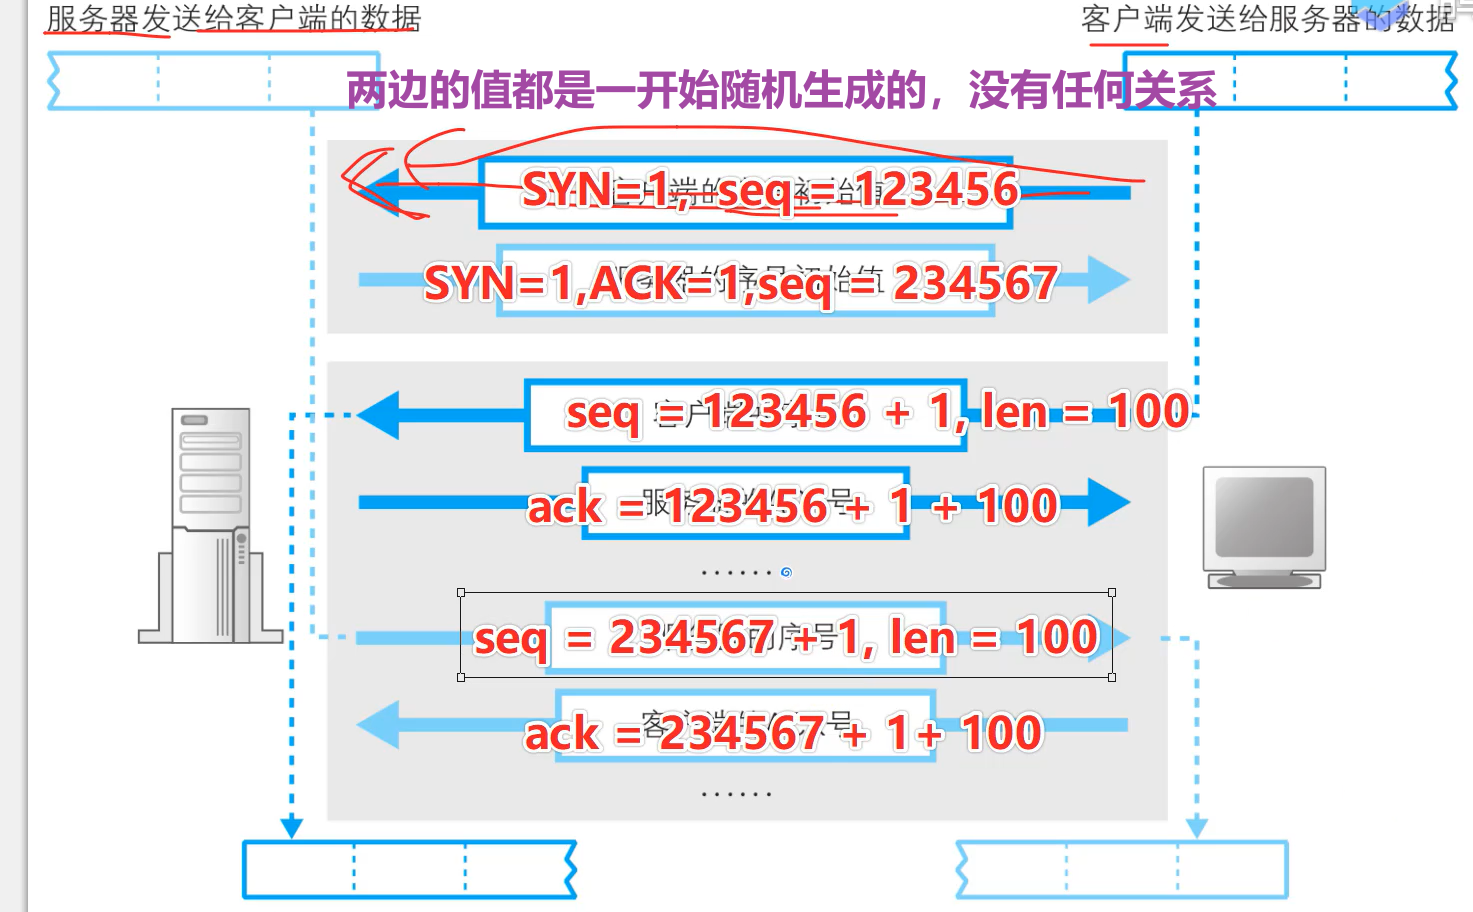 服务器发送给客户端的数据
客户端发送给服务器的数据
两边的值都是一开始随机生成的，没有任何关系
SYN=1, seq = 123456
SYN=1,ACK=1,seq = 234567
seq = 123456 + 1, len = 100
ack = 123456 + 1 + 100
······
seq = 234567 + 1, len = 100
ack = 234567 + 1+ 100
······